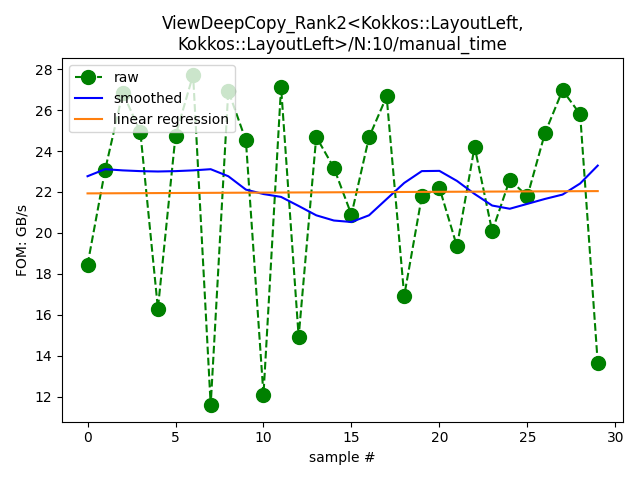 ViewDeepCopy_Rank2<Kokkos::LayoutLeft,
Kokkos::LayoutLeft>/N:10/manual_time
raw
smoothed
linear regression
FOM: GB/s
28
26
24
22
20
18
16
14
12
0 5 10 15 20 25 30
sample #